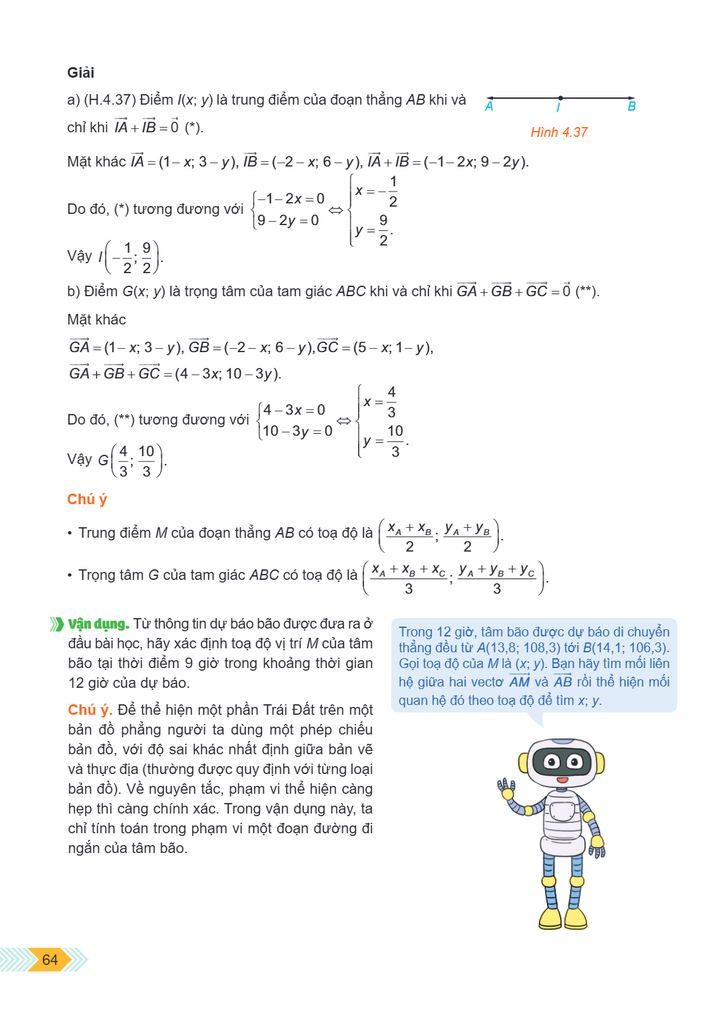 Giải
a) (H.4.37) Điểm I(x; y) là trung điểm của đoạn thẳng AB khi và
chỉ khi $\overrightarrow{IA} + \overrightarrow{IB} = \vec{0}$ (*).
A I B
Hình 4.37
Mặt khác $\overrightarrow{IA} = (1 - x; 3 - y), \overrightarrow{IB} = (-2 - x; 6 - y), \overrightarrow{IA} + \overrightarrow{IB} = (-1 - 2x; 9 - 2y).$
Do đó, (*) tương đương với $\begin{cases} -1 - 2x = 0 \\ 9 - 2y = 0 \end{cases} \Leftrightarrow \begin{cases} x = -\frac{1}{2} \\ y = \frac{9}{2}. \end{cases}$
Vậy $I\left(-\frac{1}{2}; \frac{9}{2}\right).$
b) Điểm G(x; y) là trọng tâm của tam giác ABC khi và chỉ khi $\overrightarrow{GA} + \overrightarrow{GB} + \overrightarrow{GC} = \vec{0}$ (**).
Mặt khác
$\overrightarrow{GA} = (1 - x; 3 - y), \overrightarrow{GB} = (-2 - x; 6 - y), \overrightarrow{GC} = (5 - x; 1 - y),$
$\overrightarrow{GA} + \overrightarrow{GB} + \overrightarrow{GC} = (4 - 3x; 10 - 3y).$
Do đó, (**) tương đương với $\begin{cases} 4 - 3x = 0 \\ 10 - 3y = 0 \end{cases} \Leftrightarrow \begin{cases} x = \frac{4}{3} \\ y = \frac{10}{3}. \end{cases}$
Vậy $G\left(\frac{4}{3}; \frac{10}{3}\right).$
Chú ý
• Trung điểm M của đoạn thẳng AB có toạ độ là $\left(\frac{x_A + x_B}{2}; \frac{y_A + y_B}{2}\right).$
• Trọng tâm G của tam giác ABC có toạ độ là $\left(\frac{x_A + x_B + x_C}{3}; \frac{y_A + y_B + y_C}{3}\right).$
Vận dụng. Từ thông tin dự báo bão được đưa ra ở
đầu bài học, hãy xác định toạ độ vị trí M của tâm
bão tại thời điểm 9 giờ trong khoảng thời gian
12 giờ của dự báo.
Chú ý. Để thể hiện một phần Trái Đất trên một
bản đồ phẳng người ta dùng một phép chiếu
bản đồ, với độ sai khác nhất định giữa bản vẽ
và thực địa (thường được quy định với từng loại
bản đồ). Về nguyên tắc, phạm vi thể hiện càng
hẹp thì càng chính xác. Trong vận dụng này, ta
chỉ tính toán trong phạm vi một đoạn đường đi
ngắn của tâm bão.
Trong 12 giờ, tâm bão được dự báo di chuyển
thẳng đều từ A(13,8; 108,3) tới B(14,1; 106,3).
Gọi toạ độ của M là (x; y). Bạn hãy tìm mối liên
hệ giữa hai vectơ $\overrightarrow{AM}$ và $\overrightarrow{AB}$ rồi thể hiện mối
quan hệ đó theo toạ độ để tìm x; y.
64